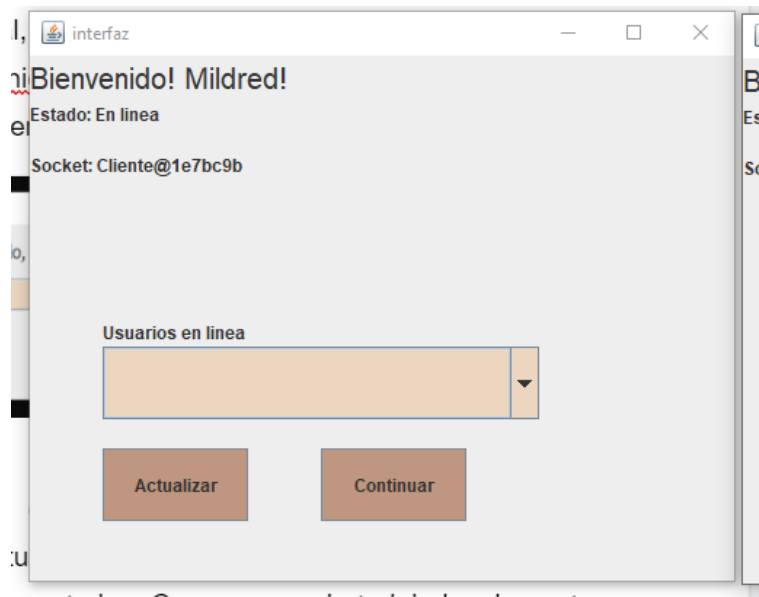 interfaz
Bienvenido! Mildred!
Estado: En linea
Socket: Cliente@1e7bc9b
Usuarios en linea
Actualizar
Continuar